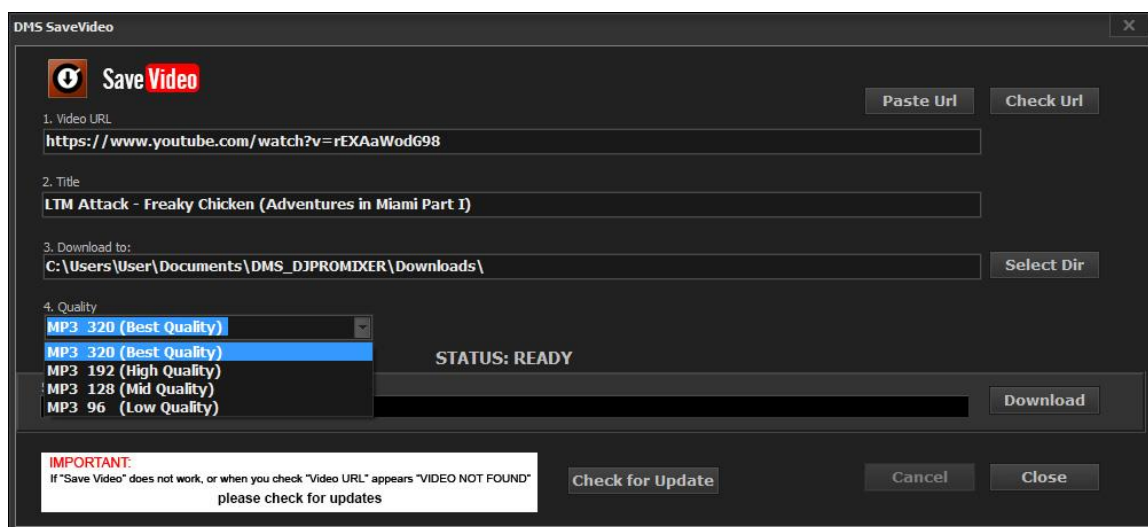 DMS SaveVideo
X
Save Video
Paste Url
Check Url
1. Video URL
https://www.youtube.com/watch?v=rEXAaWodG98
2. Title
LTM Attack - Freaky Chicken (Adventures in Miami Part I)
3. Download to:
C:\Users\User\Documents\DMS_DJPROMIXER\Downloads\
Select Dir
4. Quality
MP3 320 (Best Quality)
MP3 320 (Best Quality)
MP3 192 (High Quality)
MP3 128 (Mid Quality)
MP3 96 (Low Quality)
STATUS: READY
Download
IMPORTANT:
If "Save Video" does not work, or when you check "Video URL" appears "VIDEO NOT FOUND"
please check for updates
Check for Update
Cancel
Close